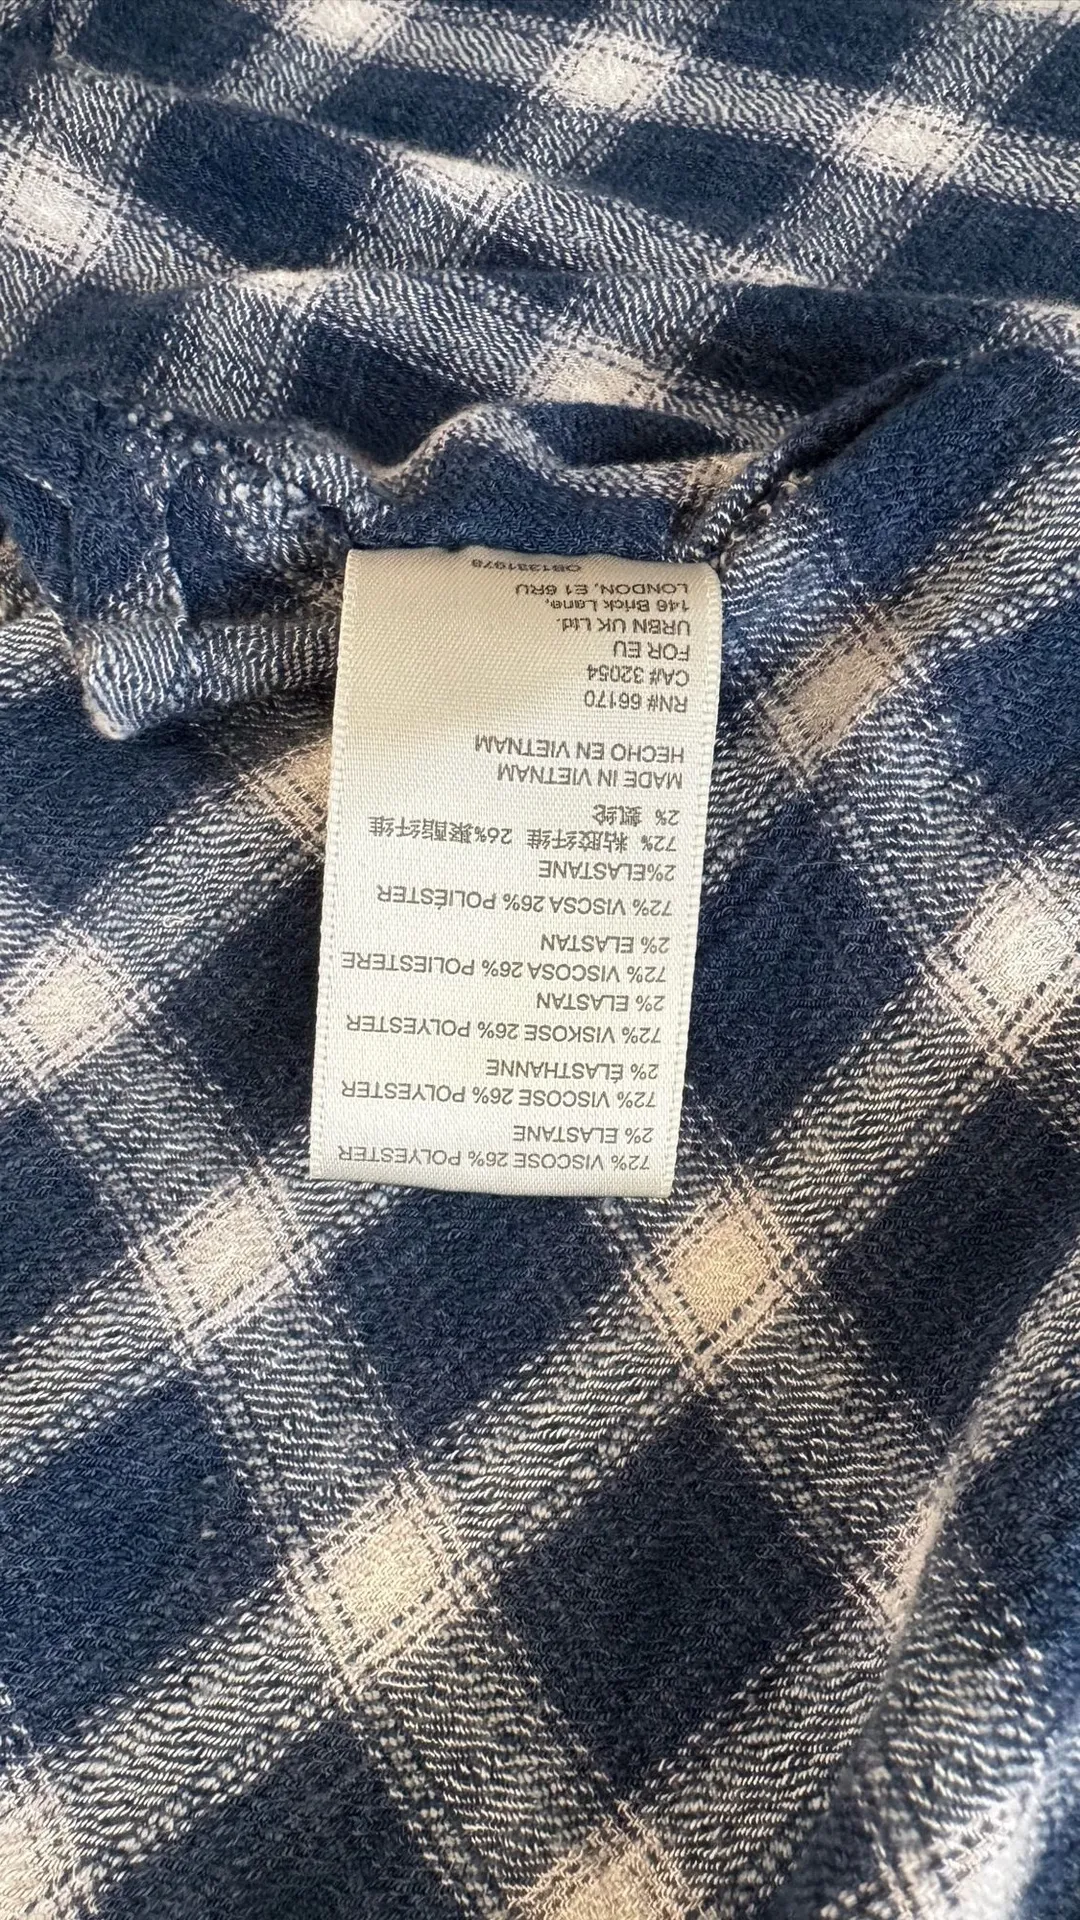 72% VISCOSE 26% POLYESTER
2% ELASTANE
72% VISCOSE 26% POLYESTER
2% ÉLASTHANNE
72% VISKOSE 26% POLYESTER
2% ELASTAN
72% VISCOSA 26% POLIESTERE
2% ELASTAN
72% VISCSA 26% POLIÉSTER
2%ELASTANE
72% 粘胶纤维 26%聚酯纤维
2% 氨纶
MADE IN VIETNAM
HECHO EN VIETNAM
RN# 66170
CA# 32054
FOR EU
URBN UK Ltd.
146 Brick Lane,
LONDON, E1 6RU
OB1331978